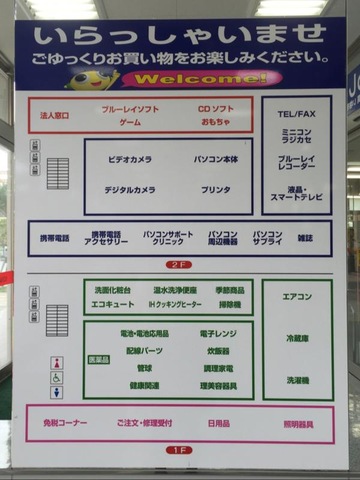 いらっしゃいませ
ごゆっくりお買い物をお楽しみください。
Welcome!
法人窓口
ブルーレイソフト
ゲーム
CDソフト
おもちゃ
TEL/FAX
ミニコン
ラジカセ
ブルーレイ
レコーダー
液晶・
スマートテレビ
ビデオカメラ
パソコン本体
デジタルカメラ
プリンタ
携帯電話
携帯電話
アクセサリー
パソコンサポート
クリニック
パソコン
周辺機器
パソコン
サプライ
雑誌
2F
洗面化粧台
温水洗浄便座
季節商品
エコキュート
IHクッキングヒーター
掃除機
エアコン
冷蔵庫
洗濯機
医薬品
電池・電池応用品
電子レンジ
配線パーツ
炊飯器
管球
調理家電
健康関連
理美容器具
免税コーナー
ご注文・修理受付
日用品
照明器具
1F